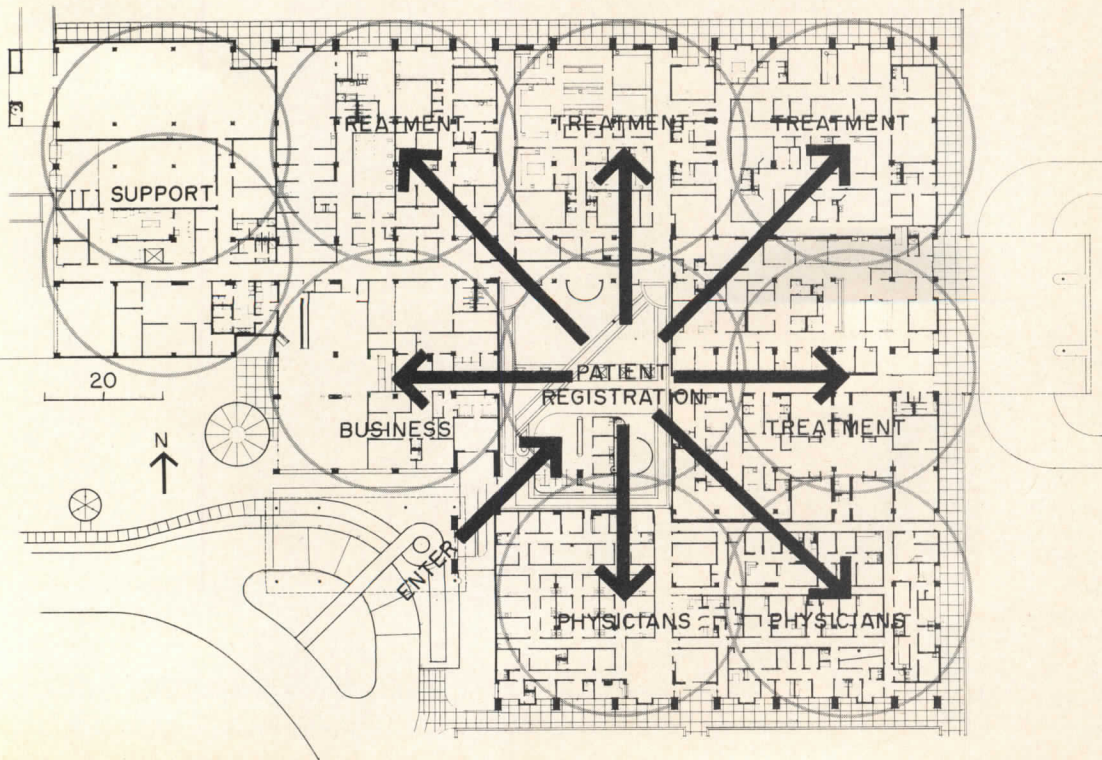 TREATMENT
TREATMENT
TREATMENT
SUPPORT
PATIENT
REGISTRATION
20
BUSINESS
TREATMENT
N
ENTER
PHYSICIANS
PHYSICIANS